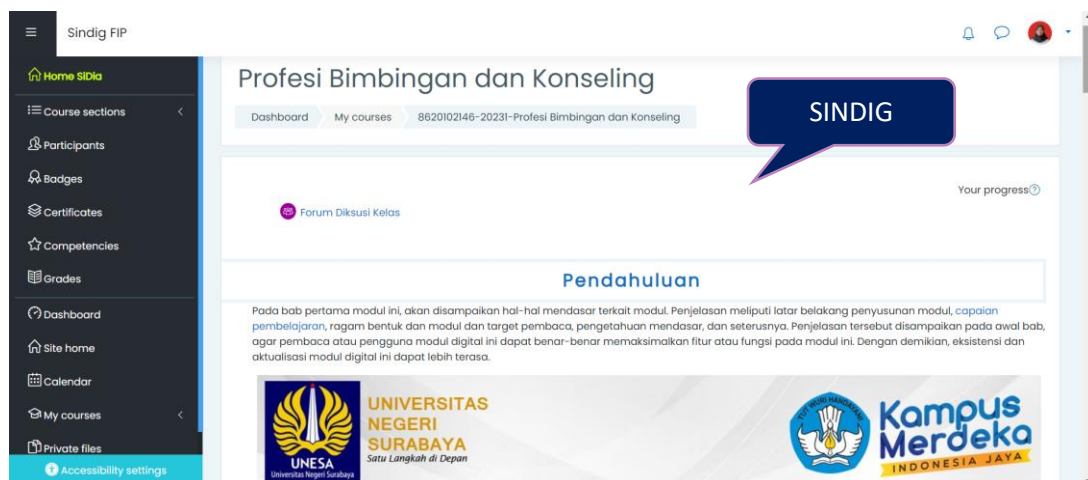 Sindig FIP
Home SIDia
Course sections
Participants
Badges
Certificates
Competencies
Grades
Dashboard
Site home
Calendar
My courses
Private files
Accessibility settings
Profesi Bimbingan dan Konseling
Dashboard My courses 8620102146-20231-Profesi Bimbingan dan Konseling
SINDIG
Your progress
Forum Diksusi Kelas
Pendahuluan
Pada bab pertama modul ini, akan disampaikan hal-hal mendasar terkait modul. Penjelasan meliputi latar belakang penyusunan modul, capaian
pembelajaran, ragam bentuk dan modul dan target pembaca, pengetahuan mendasar, dan seterusnya. Penjelasan tersebut disampaikan pada awal bab,
agar pembaca atau pengguna modul digital ini dapat benar-benar memaksimalkan fitur atau fungsi pada modul ini. Dengan demikian, eksistensi dan
aktualisasi modul digital ini dapat lebih terasa.
UNESA
Universitas Negeri Surabaya
UNIVERSITAS
NEGERI
SURABAYA
Satu Langkah di Depan
TUT WURI HANDAYANI
Kampus
Merdeka
INDONESIA JAYA